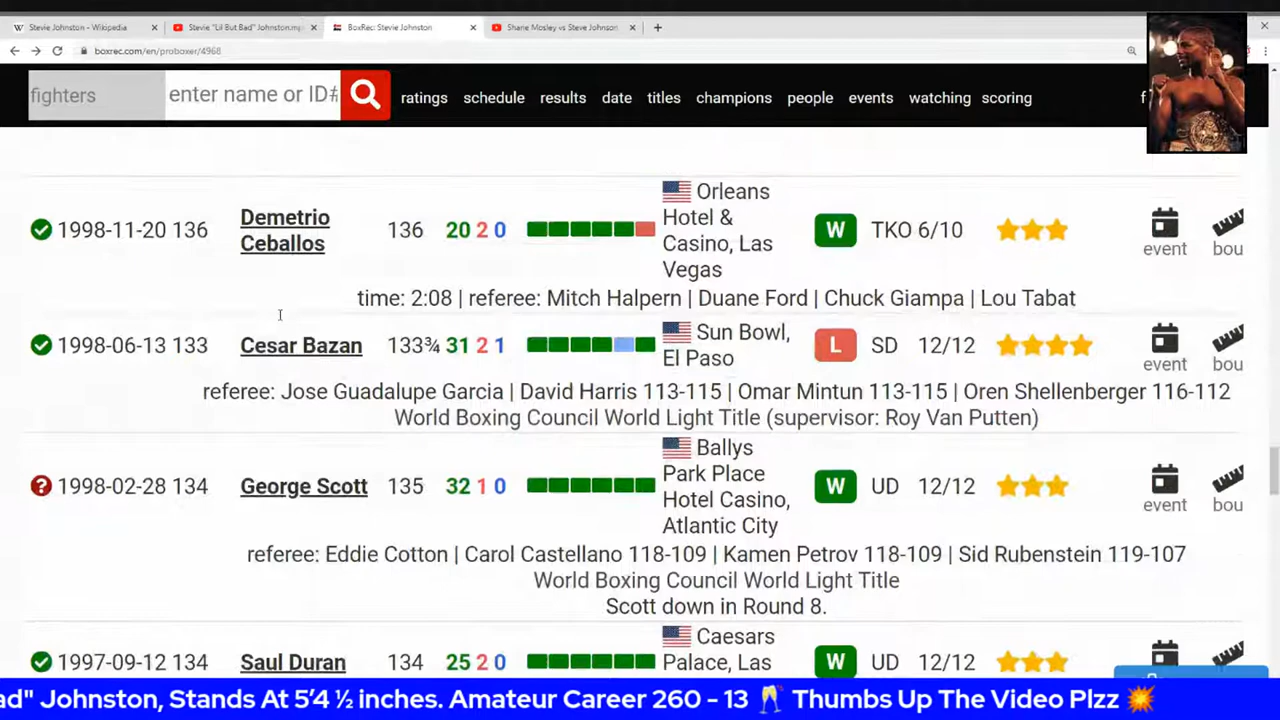 Stevie Johnston - Wikipedia × Stevie "Lil But Bad" Johnston.mp × BoxRec: Stevie Johnston × Shane Mosley vs Steve Johnson × +
boxrec.com/en/proboxer/4968
fighters enter name or ID# ratings schedule results date titles champions people events watching scoring f
1998-11-20 136 Demetrio Ceballos 136 20 2 0 Orleans Hotel & Casino, Las Vegas W TKO 6/10 event bou
time: 2:08 | referee: Mitch Halpern | Duane Ford | Chuck Giampa | Lou Tabat
1998-06-13 133 Cesar Bazan 133¾ 31 2 1 Sun Bowl, El Paso L SD 12/12 event bou
referee: Jose Guadalupe Garcia | David Harris 113-115 | Omar Mintun 113-115 | Oren Shellenberger 116-112
World Boxing Council World Light Title (supervisor: Roy Van Putten)
1998-02-28 134 George Scott 135 32 1 0 Ballys Park Place Hotel Casino, Atlantic City W UD 12/12 event bou
referee: Eddie Cotton | Carol Castellano 118-109 | Kamen Petrov 118-109 | Sid Rubenstein 119-107
World Boxing Council World Light Title
Scott down in Round 8.
1997-09-12 134 Saul Duran 134 25 2 0 Caesars Palace, Las W UD 12/12
ad" Johnston, Stands At 5'4 ½ inches. Amateur Career 260 - 13 🥂 Thumbs Up The Video Plzz 💥